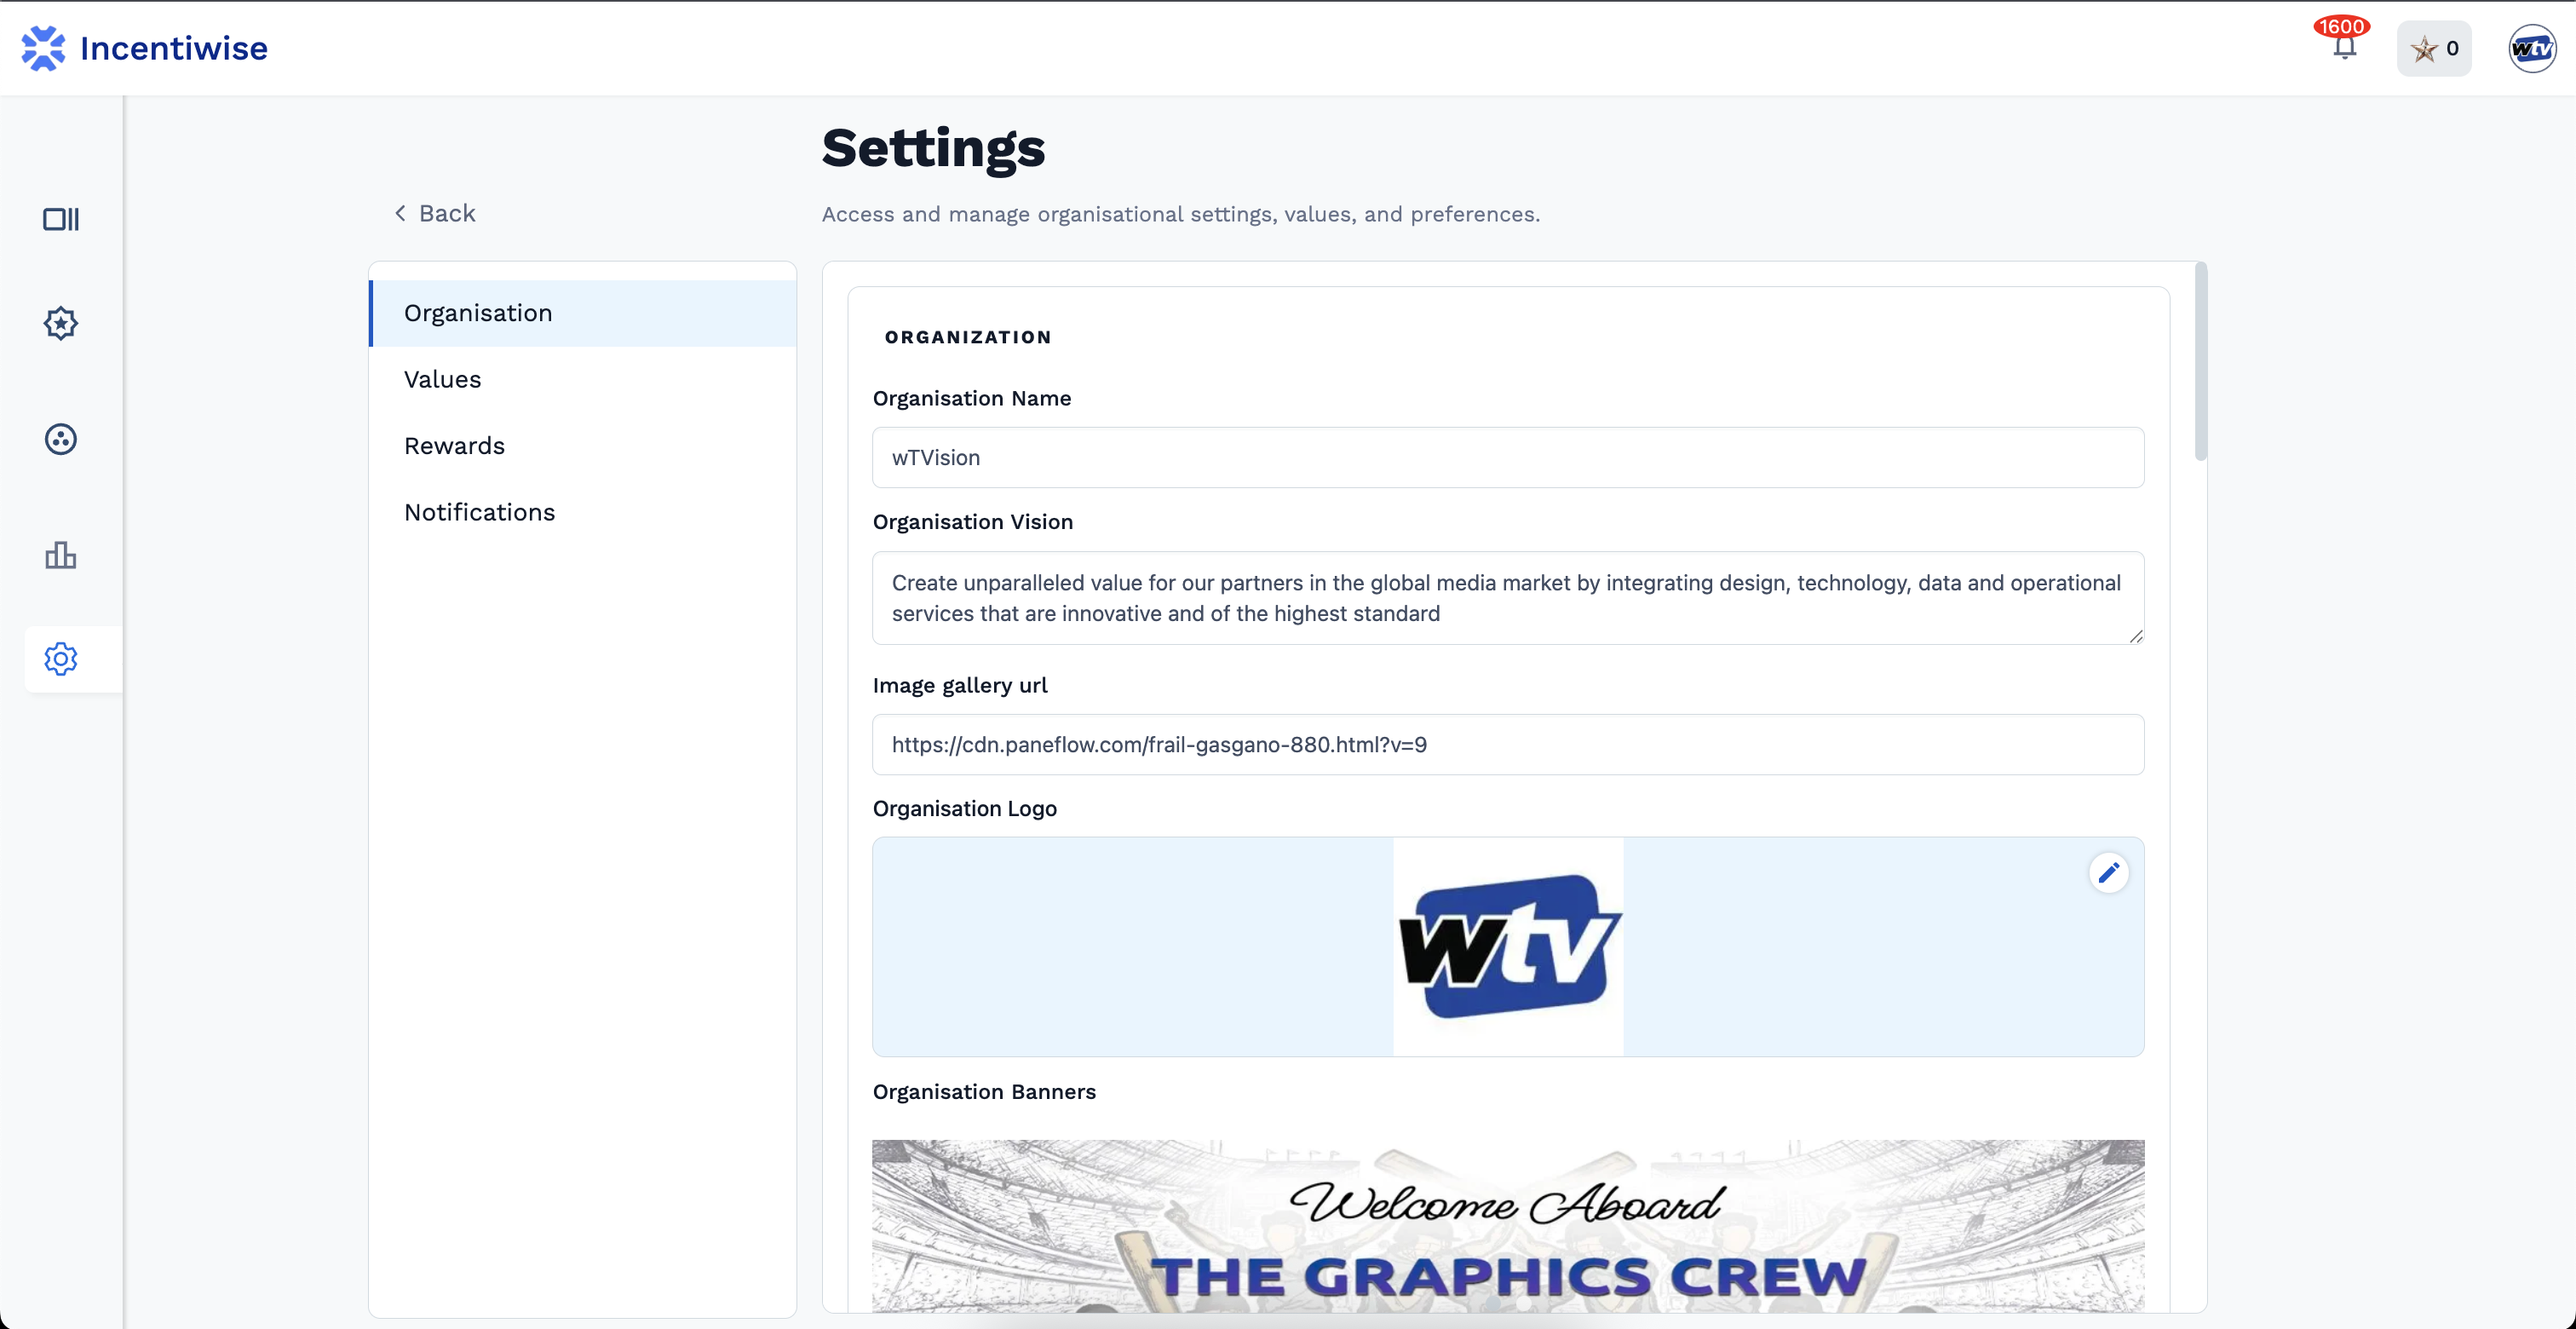 Incentiwise
1600
0
wtv
Settings
Back
Access and manage organisational settings, values, and preferences.
Organisation
Values
Rewards
Notifications
ORGANIZATION
Organisation Name
wTVision
Organisation Vision
Create unparalleled value for our partners in the global media market by integrating design, technology, data and operational
services that are innovative and of the highest standard
Image gallery url
https://cdn.paneflow.com/frail-gasgano-880.html?v=9
Organisation Logo
wtv
Organisation Banners
Welcome Aboard
THE GRAPHICS CREW